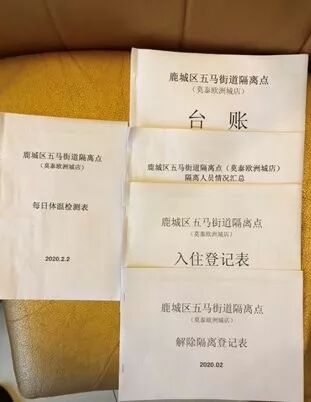 鹿城区五马街道隔离点
（莫泰欧洲城店）
每日体温检测表
2020.2.2
鹿城区五马街道隔离点
（莫泰欧洲城店）
台 账
鹿城区五马街道隔离点（莫泰欧洲城店）
隔离人员情况汇总
鹿城区五马街道隔离点
（莫泰欧洲城店）
入住登记表
鹿城区五马街道隔离点
（莫泰欧洲城店）
解除隔离登记表
2020.02